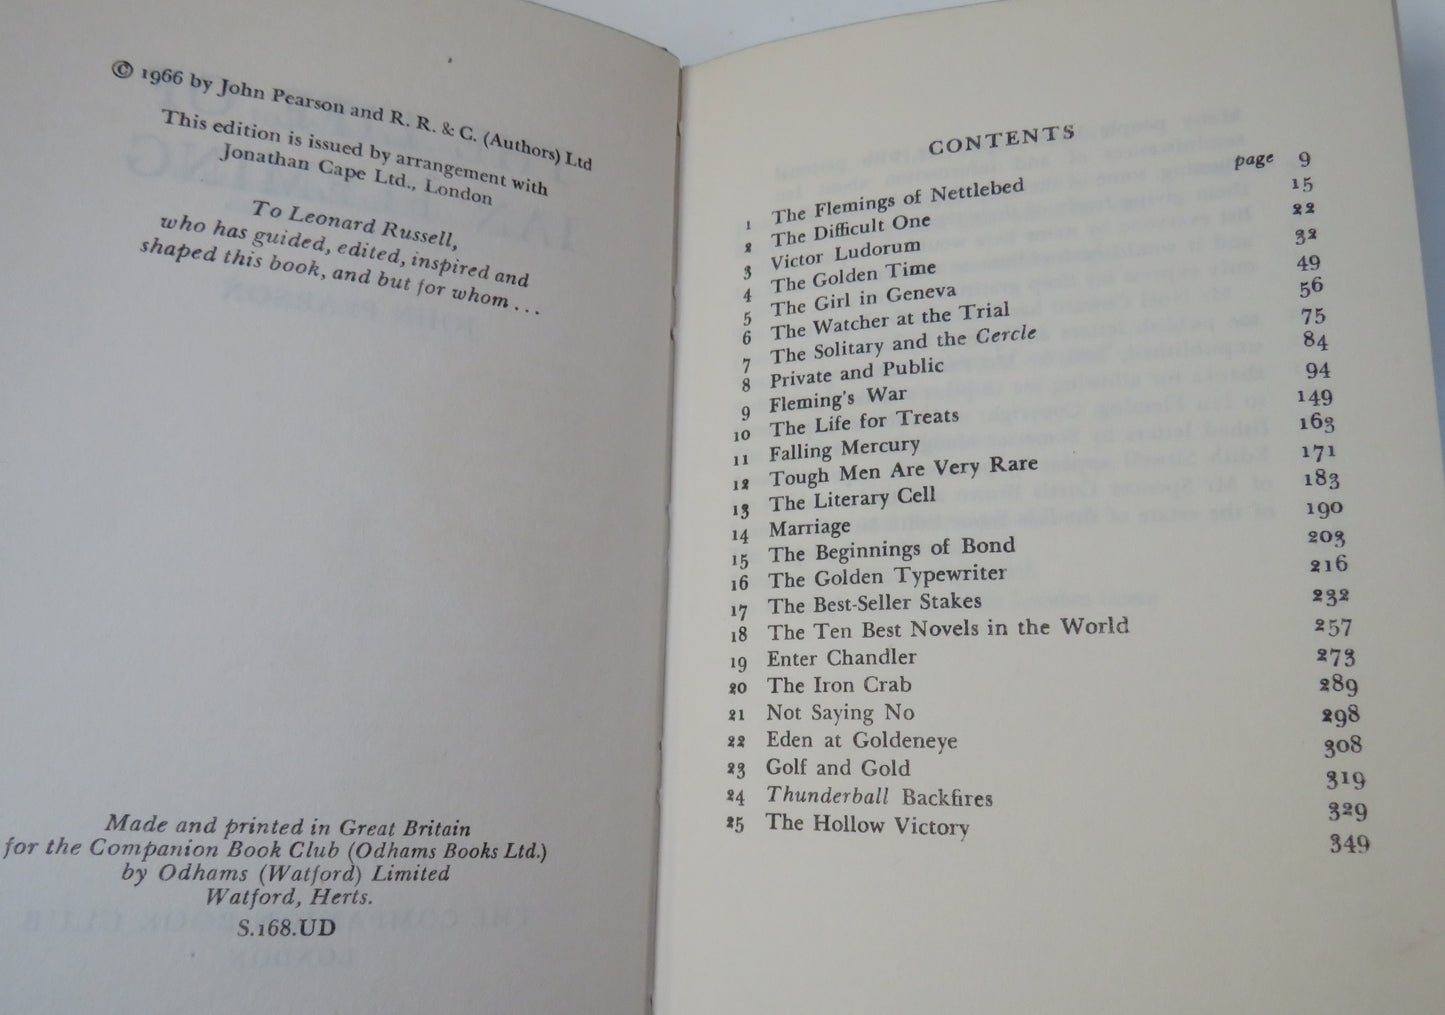 © 1966 by John Pearson and R. R. & C. (Authors) Ltd
This edition is issued by arrangement with
Jonathan Cape Ltd., London
To Leonard Russell,
who has guided, edited, inspired and
shaped this book, and but for whom . . .
Made and printed in Great Britain
for the Companion Book Club (Odhams Books Ltd.)
by Odhams (Watford) Limited
Watford, Herts.
S.168.UD
CONTENTS
1 The Flemings of Nettlebed page 9
2 The Difficult One 15
3 Victor Ludorum 22
4 The Golden Time 32
5 The Girl in Geneva 49
6 The Watcher at the Trial 56
7 The Solitary and the Cercle 75
8 Private and Public 84
9 Fleming's War 94
10 The Life for Treats 149
11 Falling Mercury 163
12 Tough Men Are Very Rare 171
13 The Literary Cell 183
14 Marriage 190
15 The Beginnings of Bond 203
16 The Golden Typewriter 216
17 The Best-Seller Stakes 232
18 The Ten Best Novels in the World 257
19 Enter Chandler 273
20 The Iron Crab 289
21 Not Saying No 298
22 Eden at Goldeneye 308
23 Golf and Gold 319
24 Thunderball Backfires 329
25 The Hollow Victory 349